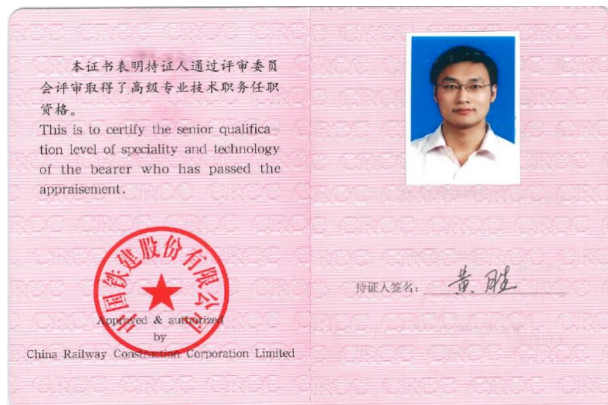 本证书表明持证人通过评审委员
会评审取得了高级专业技术职务任职
资格。
This is to certify the senior qualifica-
tion level of speciality and technology
of the bearer who has passed the
appraisement.
中国铁建股份有限公司
Approved & authorized
by
China Railway Construction Corporation Limited
持证人签名: 黄胜